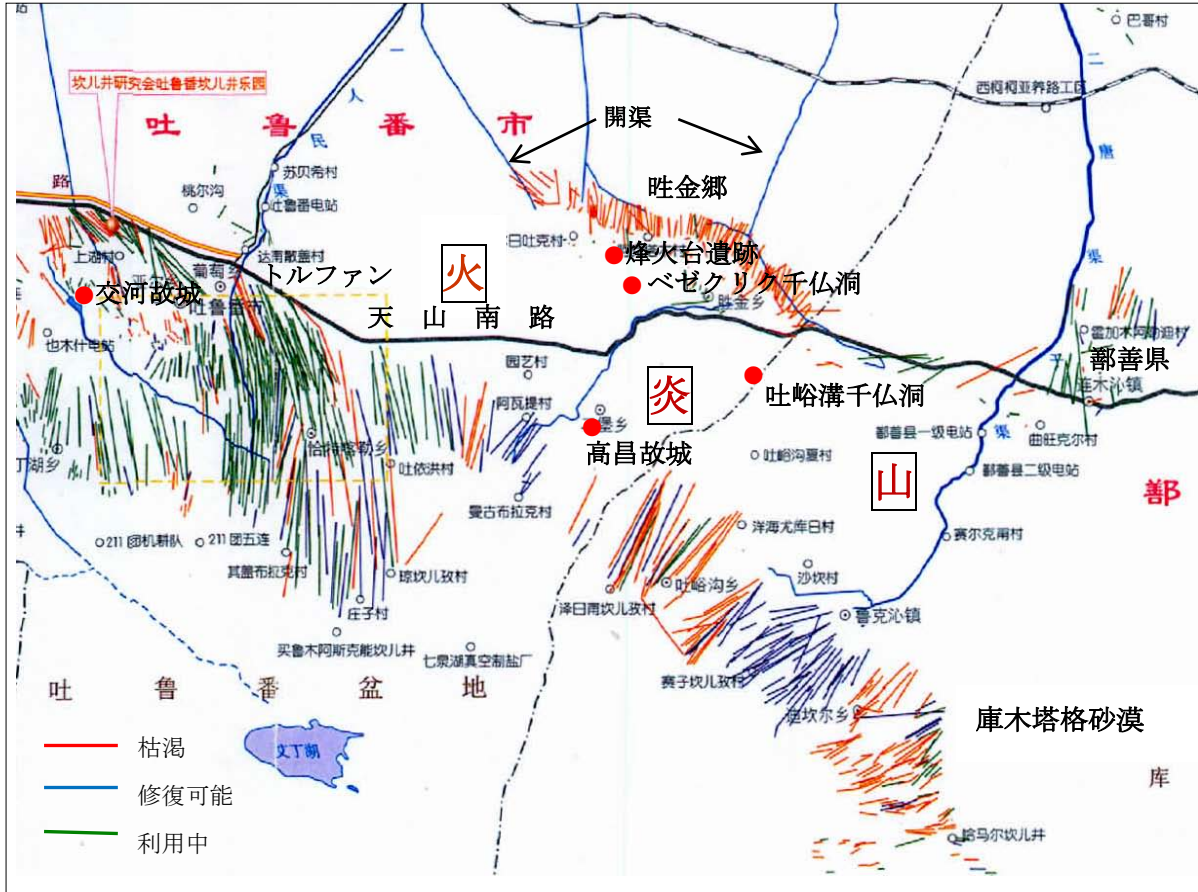 巴哥村
坎儿井研究会吐鲁番坎儿井乐园
西柯柯亚养路工区
吐鲁番市
開渠
人民渠
二唐渠
苏贝希村
路
桃尔沟
吐鲁番电站
胜金郷
上湖村
达甫散盖村
葡萄乡
トルファン
火
烽火台遺跡
ベゼクリク千仏洞
胜金乡
交河故城
吐鲁番市
天山南路
也木什电站
园艺村
鄯善県
连木沁镇
炎
吐峪溝千仏洞
阿瓦提村
高昌故城
鄯善县一级电站
曲旺克尔村
恰特喀勒乡
吐依洪村
吐峪沟夏村
山
鄯善县二级电站
鄯
曼古布拉克村
洋海尤库日村
赛尔克甫村
211团机耕队
211团五连
其盖布拉克村
琼坎儿孜村
沙坎村
吐峪沟乡
庄子村
泽日甫坎儿孜村
鲁克沁镇
买鲁木阿斯克能坎儿井
七泉湖真空制盐厂
赛子坎儿孜村
吐鲁番盆地
庫木塔格砂漠
枯渇
库
修復可能
利用中
哈马尔坎儿井